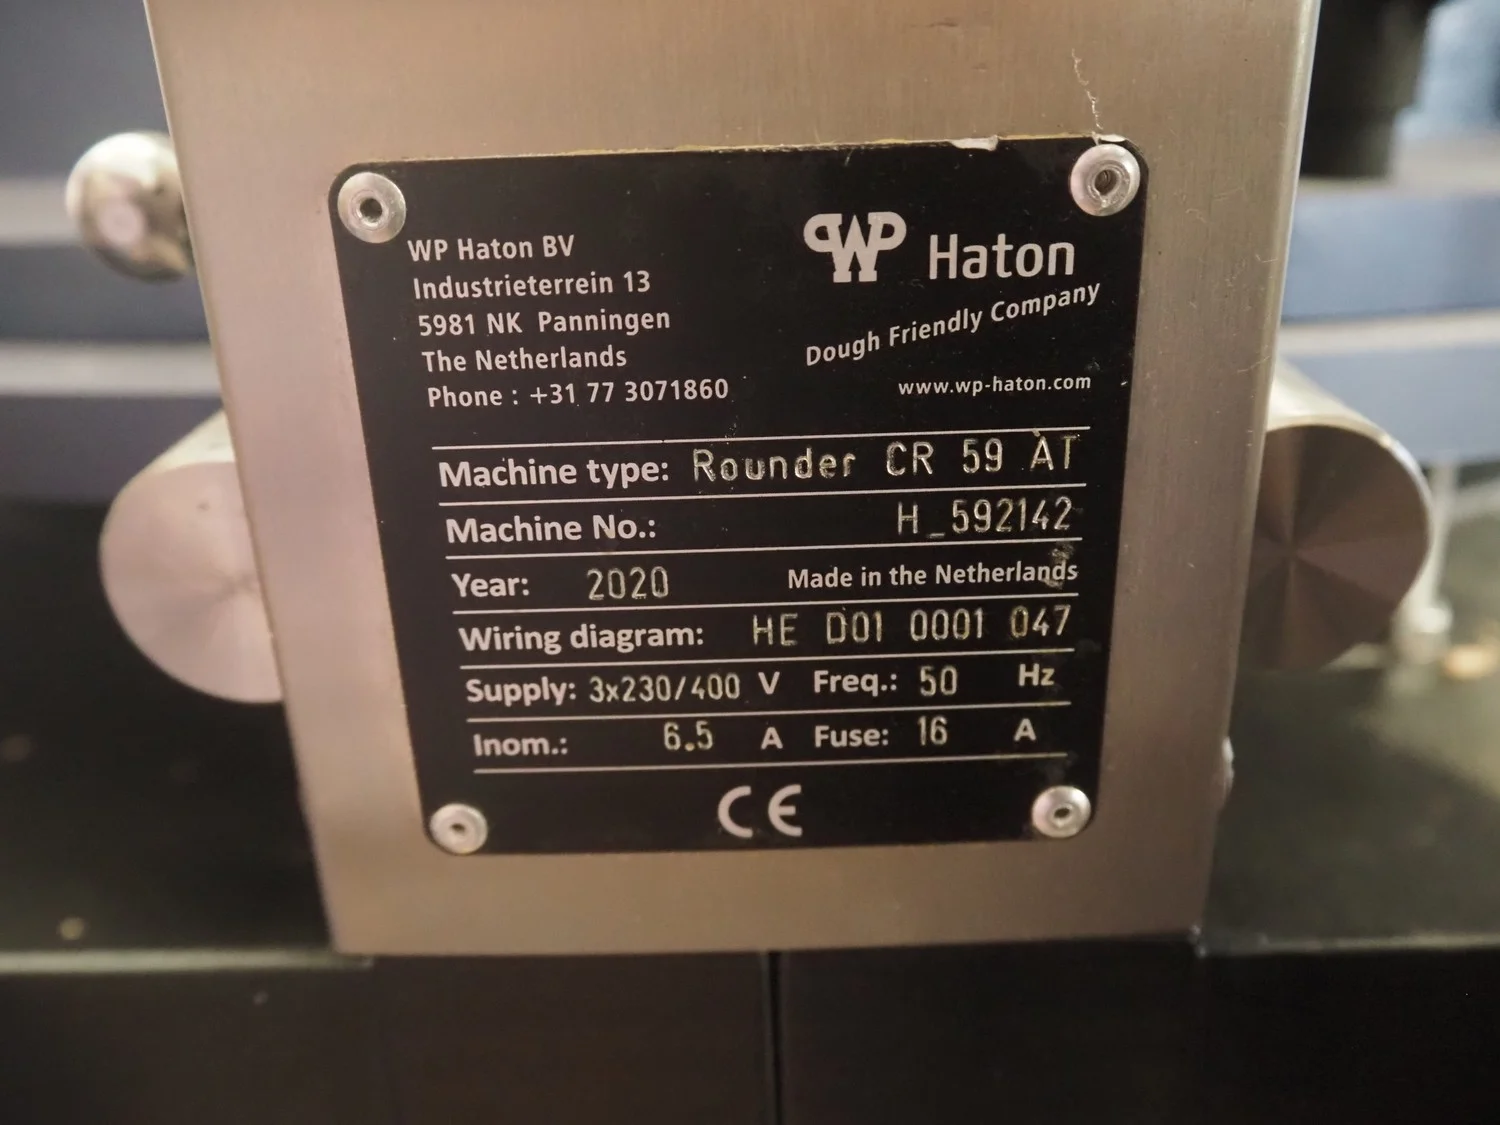 WP Haton BV
Industrieterrein 13
5981 NK Panningen
The Netherlands
Phone : +31 77 3071860
WP Haton
Dough Friendly Company
www.wp-haton.com
Machine type: Rounder CR 59 AT
Machine No.: H_592142
Year: 2020 Made in the Netherlands
Wiring diagram: HE D01 0001 047
Supply: 3x230/400 V Freq.: 50 Hz
Inom.: 6.5 A Fuse: 16 A
CE